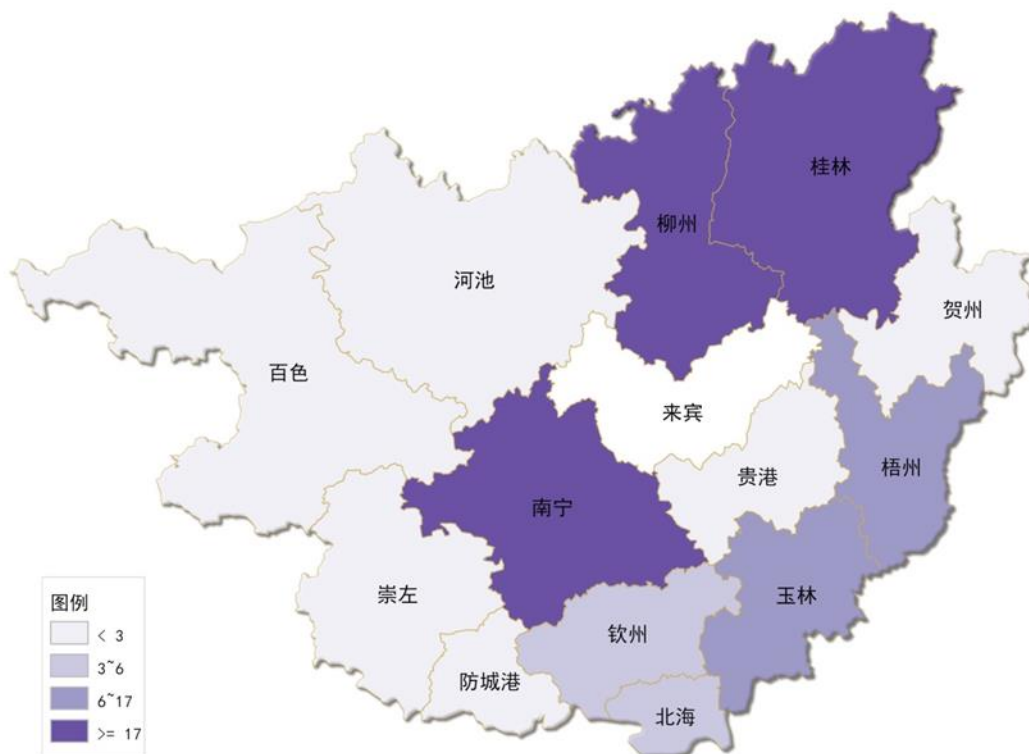 桂林
柳州
河池
贺州
百色
来宾
梧州
贵港
南宁
崇左
玉林
钦州
防城港
北海
图例
< 3
3~6
6~17
>= 17